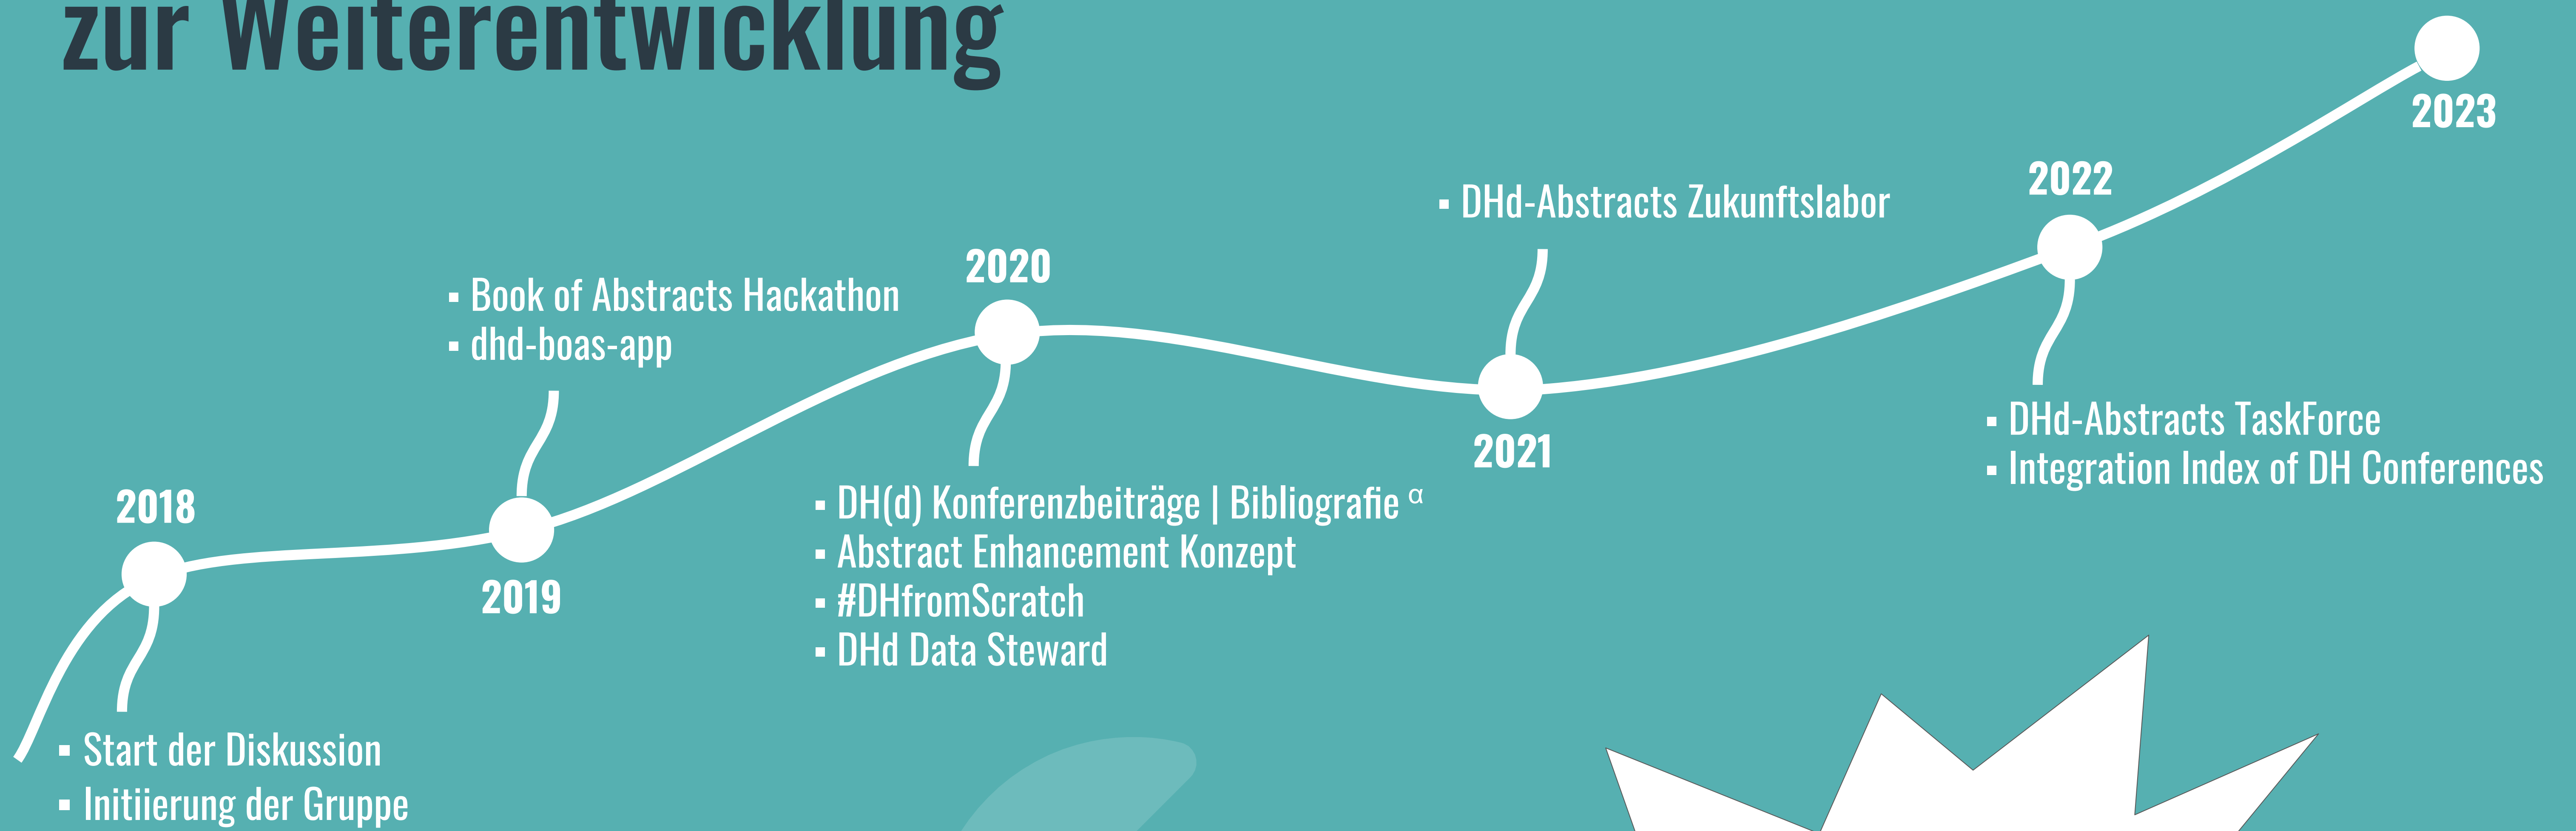 zur Weiterentwicklung
2018
▪ Start der Diskussion
▪ Initiierung der Gruppe
▪ Book of Abstracts Hackathon
▪ dhd-boas-app
2019
2020
▪ DH(d) Konferenzbeiträge | Bibliografie α
▪ Abstract Enhancement Konzept
▪ #DHfromScratch
▪ DHd Data Steward
▪ DHd-Abstracts Zukunftslabor
2021
2022
▪ DHd-Abstracts TaskForce
▪ Integration Index of DH Conferences
2023